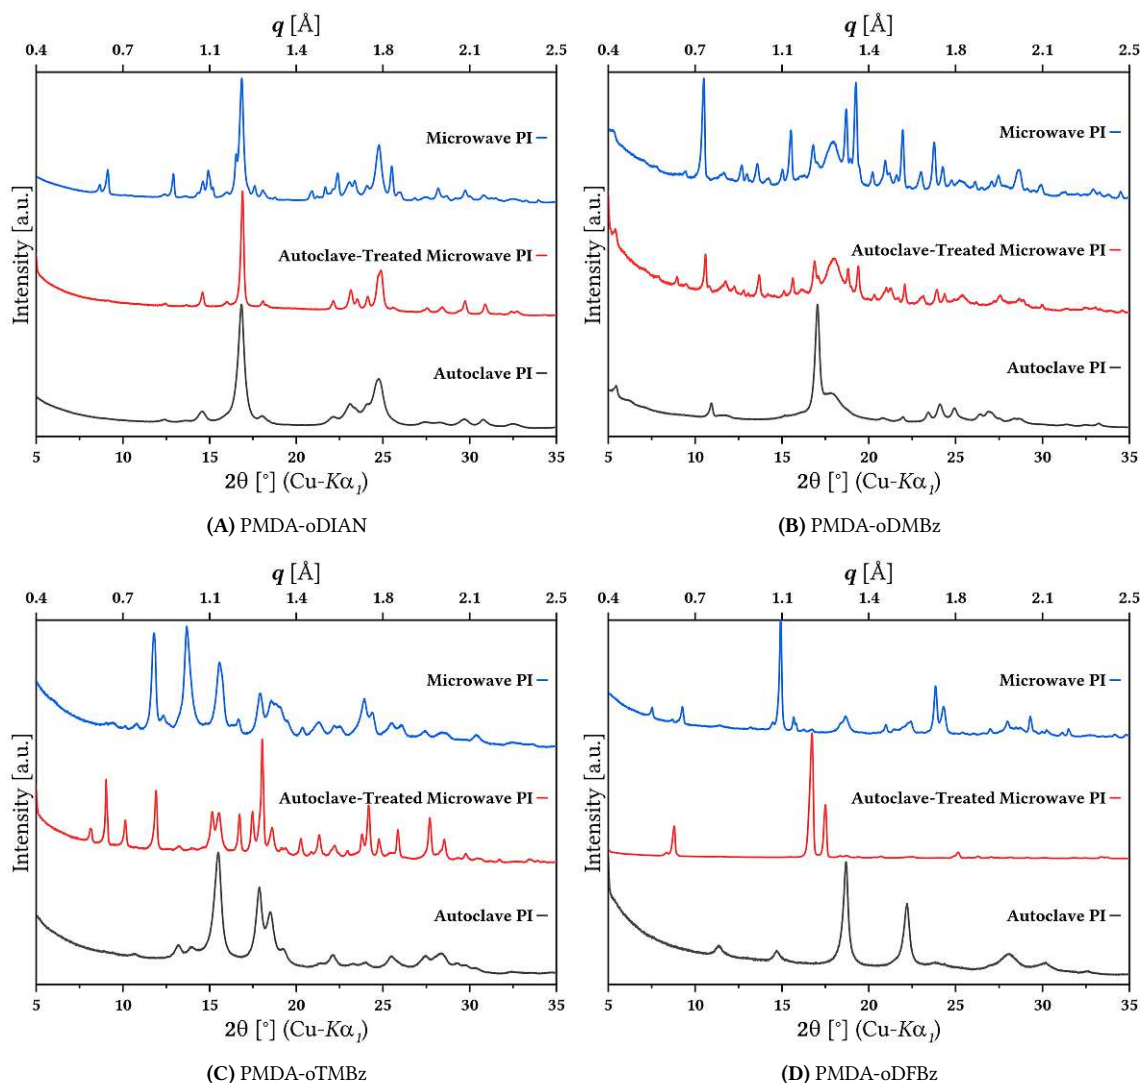 q [Å]
0.4 0.7 1.1 1.4 1.8 2.1 2.5
Intensity [a.u.]
Microwave PI
Autoclave-Treated Microwave PI
Autoclave PI
5 10 15 20 25 30 35
2θ [°] (Cu-Kα1)
(A) PMDA-oDIAN
q [Å]
0.4 0.7 1.1 1.4 1.8 2.1 2.5
Intensity [a.u.]
Microwave PI
Autoclave-Treated Microwave PI
Autoclave PI
5 10 15 20 25 30 35
2θ [°] (Cu-Kα1)
(B) PMDA-oDMBz
q [Å]
0.4 0.7 1.1 1.4 1.8 2.1 2.5
Intensity [a.u.]
Microwave PI
Autoclave-Treated Microwave PI
Autoclave PI
5 10 15 20 25 30 35
2θ [°] (Cu-Kα1)
(C) PMDA-oTMBz
q [Å]
0.4 0.7 1.1 1.4 1.8 2.1 2.5
Intensity [a.u.]
Microwave PI
Autoclave-Treated Microwave PI
Autoclave PI
5 10 15 20 25 30 35
2θ [°] (Cu-Kα1)
(D) PMDA-oDFBz